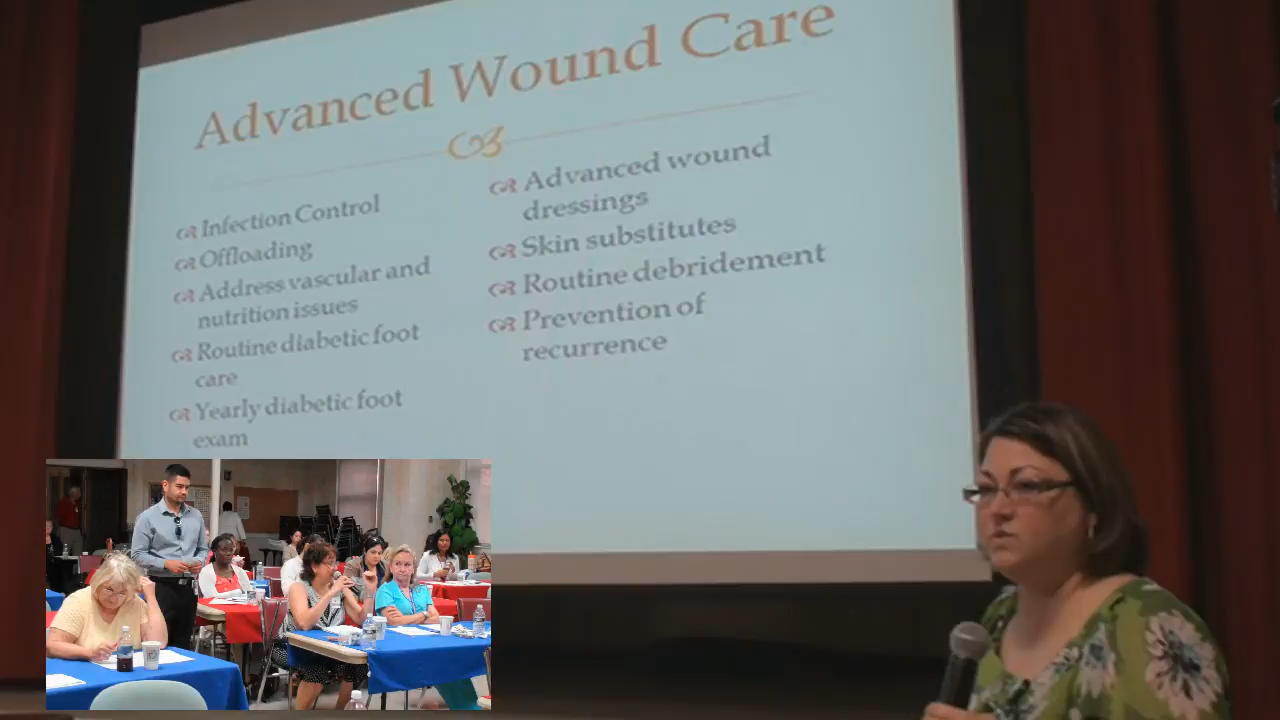 Advanced Wound Care
Infection Control
Offloading
Address vascular and
nutrition issues
Routine diabetic foot
care
Yearly diabetic foot
exam
Advanced wound
dressings
Skin substitutes
Routine debridement
Prevention of
recurrence